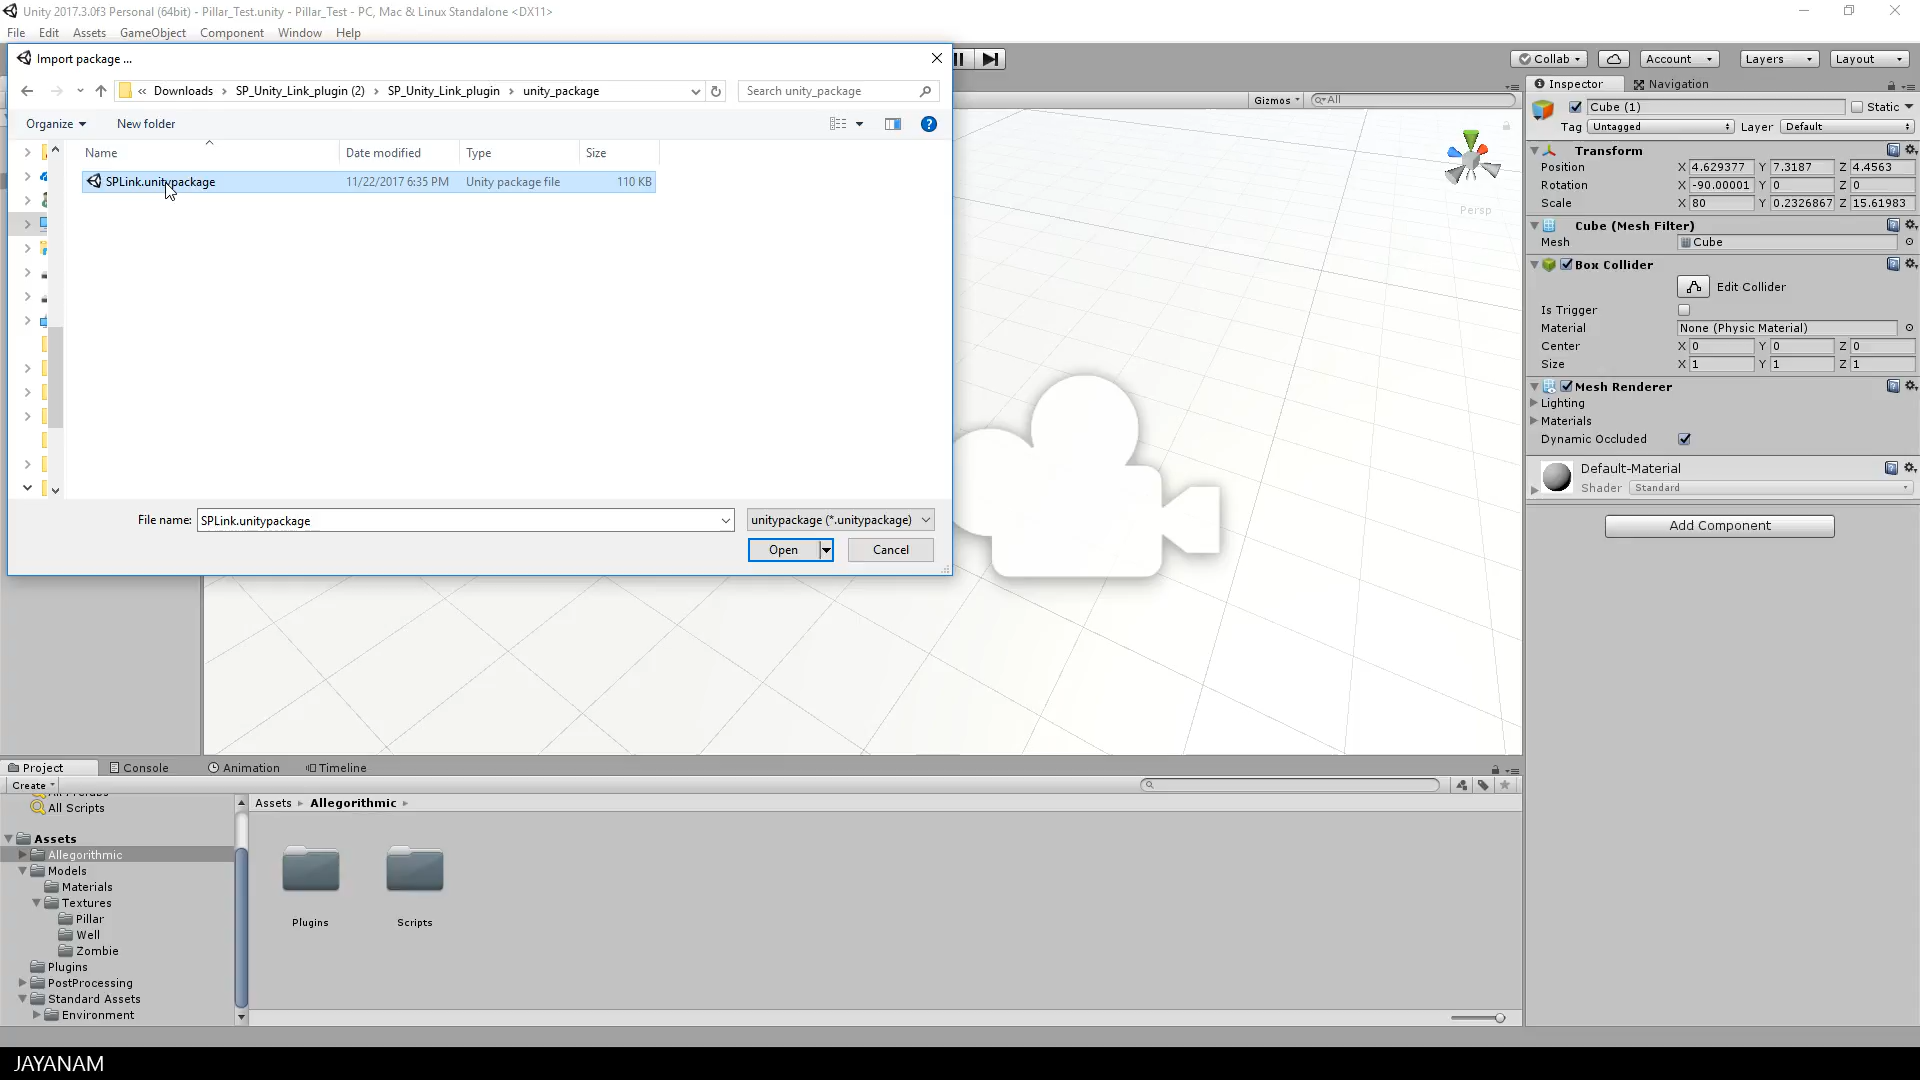 Unity 2017.3.0f3 Personal (64bit) - Pillar_Test.unity - Pillar_Test - PC, Mac & Linux Standalone <DX11>
File Edit Assets GameObject Component Window Help
Import package ...
Collab Account Layers Layout
« Downloads SP_Unity_Link_plugin (2) SP_Unity_Link_plugin unity_package Search unity_package
Organize New folder
Name Date modified Type Size
SPLink.unitypackage 11/22/2017 6:35 PM Unity package file 110 KB
File name: SPLink.unitypackage unitypackage (*.unitypackage)
Open Cancel
Gizmos All
Persp
Inspector Navigation
Cube (1) Static
Tag Untagged Layer Default
Transform
Position X 4.629377 Y 7.3187 Z 4.4563
Rotation X -90.00001 Y 0 Z 0
Scale X 80 Y 0.2326867 Z 15.61983
Cube (Mesh Filter)
Mesh Cube
Box Collider
Edit Collider
Is Trigger
Material None (Physic Material)
Center X 0 Y 0 Z 0
Size X 1 Y 1 Z 1
Mesh Renderer
Lighting
Materials
Dynamic Occluded
Default-Material
Shader Standard
Add Component
Project Console Animation Timeline
Create
All Scripts
Assets
Allegorithmic
Models
Materials
Textures
Pillar
Well
Zombie
Plugins
PostProcessing
Standard Assets
Environment
Assets Allegorithmic
Plugins Scripts
JAYANAM